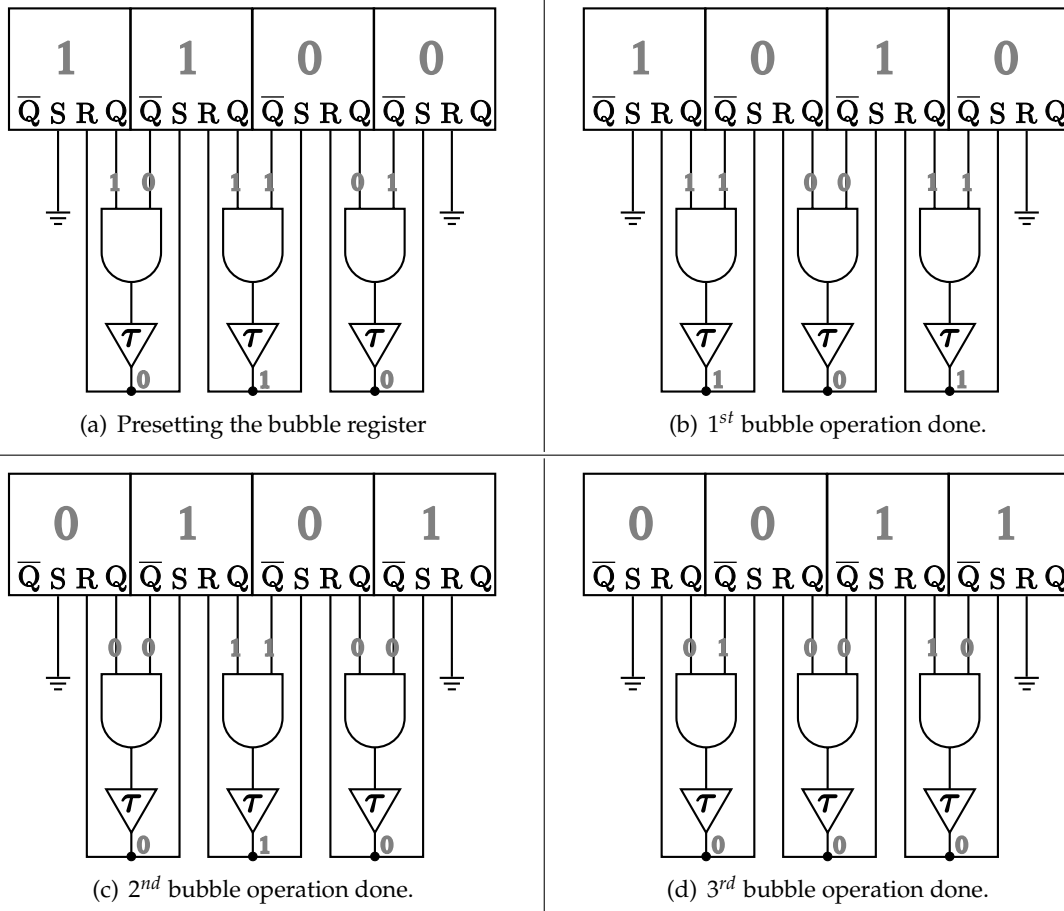 1 1 0 0
Q̅ S R Q Q̅ S R Q Q̅ S R Q Q̅ S R Q
1 0 1 1 0 1
τ τ τ
0 1 0
(a) Presetting the bubble register
1 0 1 0
Q̅ S R Q Q̅ S R Q Q̅ S R Q Q̅ S R Q
1 1 0 0 1 1
τ τ τ
1 0 1
(b) 1st bubble operation done.
0 1 0 1
Q̅ S R Q Q̅ S R Q Q̅ S R Q Q̅ S R Q
0 0 1 1 0 0
τ τ τ
0 1 0
(c) 2nd bubble operation done.
0 0 1 1
Q̅ S R Q Q̅ S R Q Q̅ S R Q Q̅ S R Q
0 1 0 0 1 0
τ τ τ
0 0 0
(d) 3rd bubble operation done.